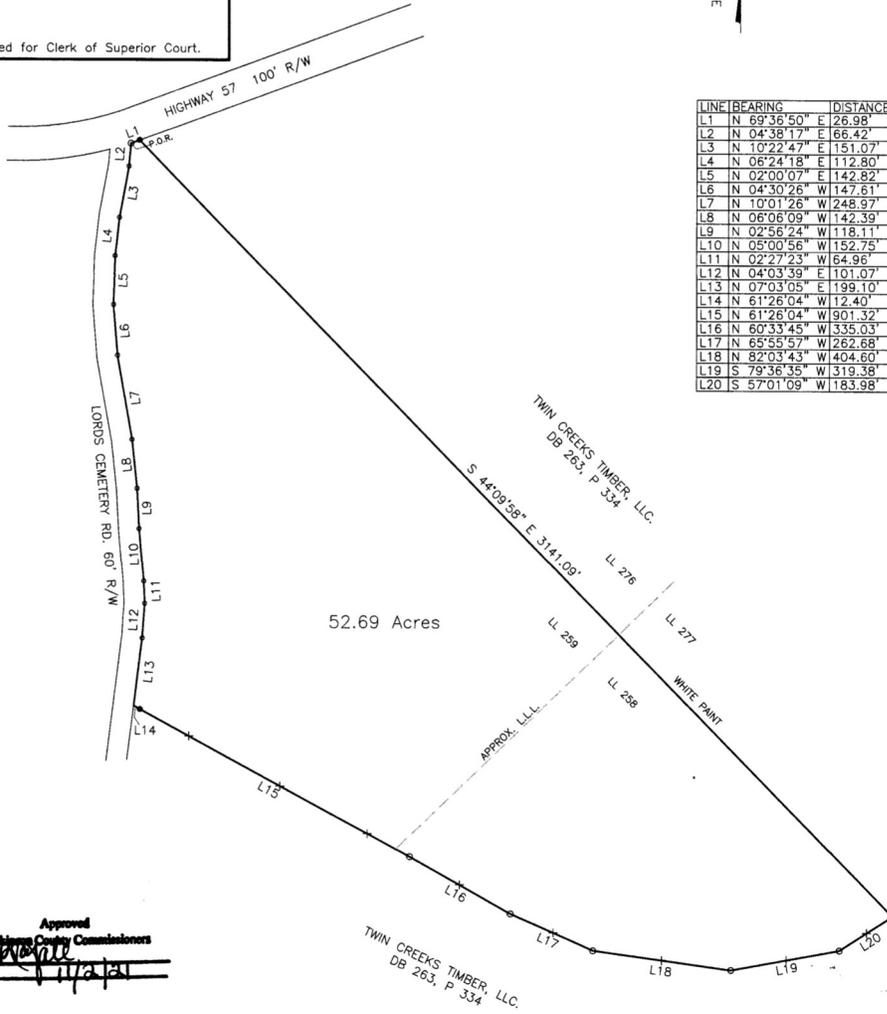 ed for Clerk of Superior Court.
E
HIGHWAY 57 100' R/W
LINE BEARING DISTANCE
L1 N 69°36'50" E 26.98'
L2 N 04°38'17" E 66.42'
L3 N 10°22'47" E 151.07'
L4 N 06°24'18" E 112.80'
L5 N 02°00'07" E 142.82'
L6 N 04°30'26" W 147.61'
L7 N 10°01'26" W 248.97'
L8 N 06°06'09" W 142.39'
L9 N 02°56'24" W 118.11'
L10 N 05°00'56" W 152.75'
L11 N 02°27'23" W 64.96'
L12 N 04°03'39" E 101.07'
L13 N 07°03'05" E 199.10'
L14 N 61°26'04" W 12.40'
L15 N 61°26'04" W 901.32'
L16 N 60°33'45" W 335.03'
L17 N 65°55'57" W 262.68'
L18 N 82°03'43" W 404.60'
L19 S 79°36'35" W 319.38'
L20 S 57°01'09" W 183.98'
L1
P.O.R.
L2
L3
L4
L5
L6
L7
L8
L9
L10
L11
L12
L13
L14
LORDS CEMETERY RD. 60' R/W
TWIN CREEKS TIMBER, LLC.
DB 263, P 334
S 44°09'58" E 3141.09'
LL 276
LL 277
LL 259
LL 258
52.69 Acres
WHITE PAINT
APPROX. L.L.L.
L15
L16
L17
L18
L19
L20
TWIN CREEKS TIMBER, LLC.
DB 263, P 334
Approved
County Commissioners
11/2/21